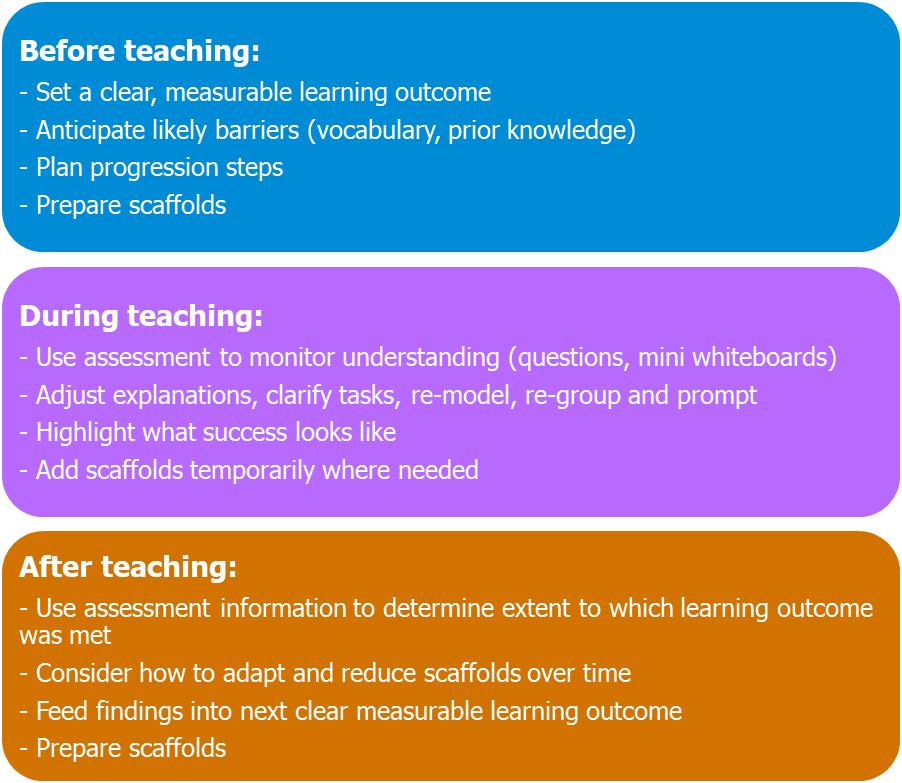 Before teaching:
- Set a clear, measurable learning outcome
- Anticipate likely barriers (vocabulary, prior knowledge)
- Plan progression steps
- Prepare scaffolds
During teaching:
- Use assessment to monitor understanding (questions, mini whiteboards)
- Adjust explanations, clarify tasks, re-model, re-group and prompt
- Highlight what success looks like
- Add scaffolds temporarily where needed
After teaching:
- Use assessment information to determine extent to which learning outcome
was met
- Consider how to adapt and reduce scaffolds over time
- Feed findings into next clear measurable learning outcome
- Prepare scaffolds